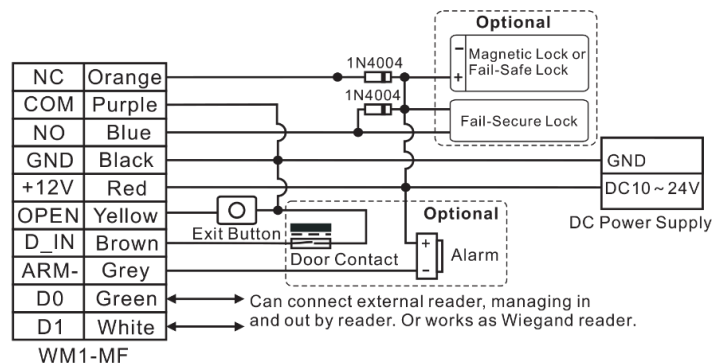 Optional
1N4004
Magnetic Lock or
Fail-Safe Lock
−
+
NC Orange
COM Purple
1N4004
NO Blue
Fail-Secure Lock
GND Black
GND
+12V Red
DC10~24V
OPEN Yellow
DC Power Supply
Exit Button
Optional
D_IN Brown
Door Contact
+
Alarm
−
ARM- Grey
D0 Green
Can connect external reader, managing in
D1 White
and out by reader. Or works as Wiegand reader.
WM1-MF